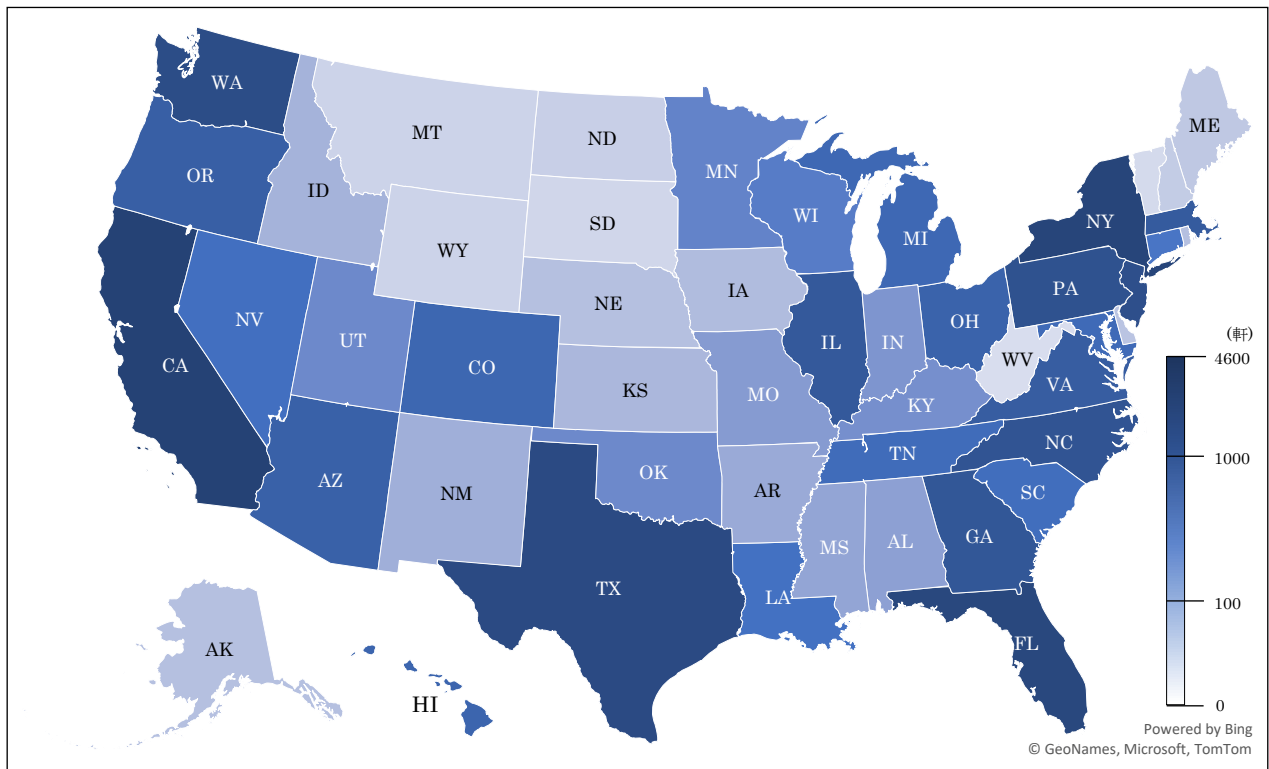 WA
MT
ND
MN
ME
OR
ID
SD
WI
MI
NY
WY
NE
IA
PA
NV
UT
CO
IL
IN
OH
(軒)
4600
CA
KS
MO
WV
VA
KY
1000
AZ
NM
OK
TN
NC
AR
SC
TX
MS
AL
GA
LA
100
AK
FL
HI
0
Powered by Bing
© GeoNames, Microsoft, TomTom